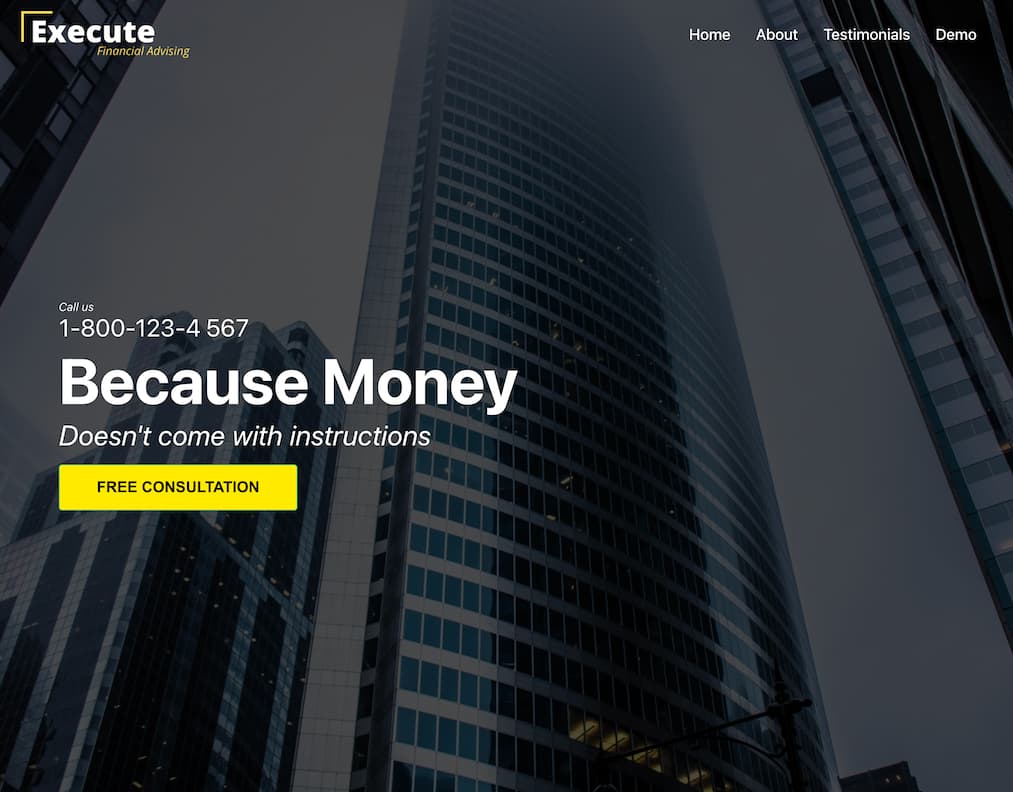 Execute
Financial Advising
Home About Testimonials Demo
Call us
1-800-123-4 567
Because Money
Doesn't come with instructions
FREE CONSULTATION